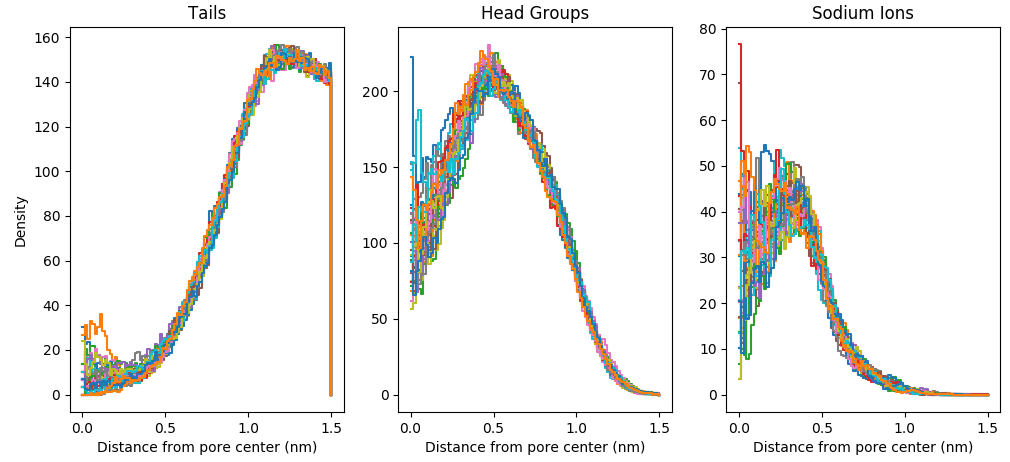 Tails
Head Groups
Sodium Ions
160
140
120
100
80
60
40
20
0
Density
0.0 0.5 1.0 1.5
Distance from pore center (nm)
200
150
100
50
0
0.0 0.5 1.0 1.5
Distance from pore center (nm)
80
70
60
50
40
30
20
10
0
0.0 0.5 1.0 1.5
Distance from pore center (nm)